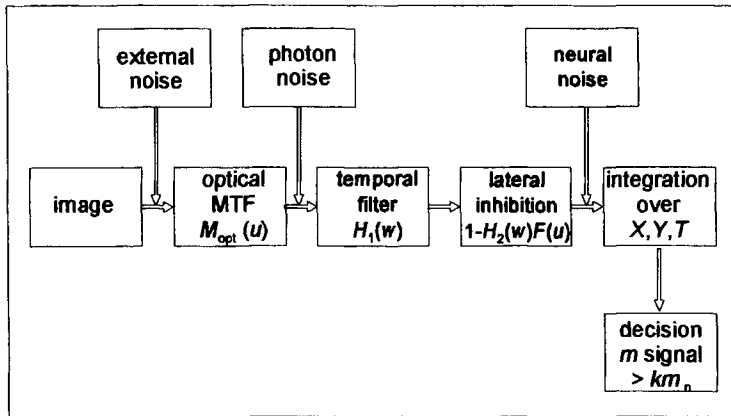 external
noise
photon
noise
neural
noise
image
optical
MTF
M_opt (u)
temporal
filter
H_1(w)
lateral
inhibition
1-H_2(w)F(u)
integration
over
X,Y,T
decision
m signal
> km_n